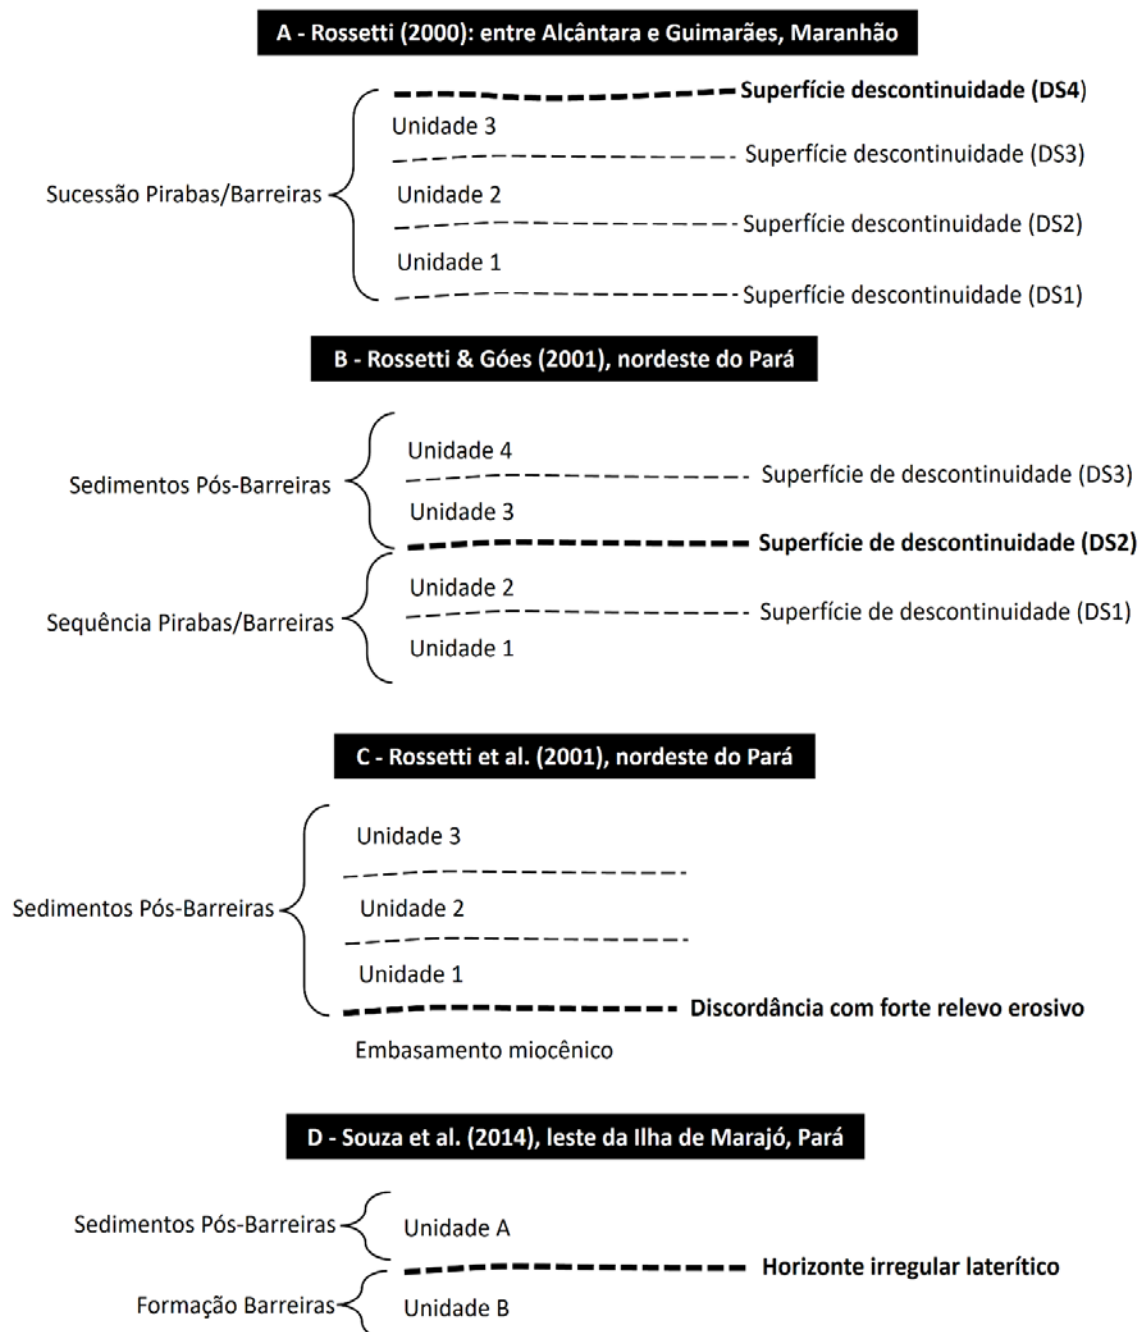 A - Rossetti (2000): entre Alcântara e Guimarães, Maranhão
Superfície descontinuidade (DS4)
Unidade 3
Superfície descontinuidade (DS3)
Sucessão Pirabas/Barreiras
Unidade 2
Superfície descontinuidade (DS2)
Unidade 1
Superfície descontinuidade (DS1)
B - Rossetti & Góes (2001), nordeste do Pará
Unidade 4
Superfície de descontinuidade (DS3)
Sedimentos Pós-Barreiras
Unidade 3
Superfície de descontinuidade (DS2)
Unidade 2
Superfície de descontinuidade (DS1)
Sequência Pirabas/Barreiras
Unidade 1
C - Rossetti et al. (2001), nordeste do Pará
Unidade 3
Sedimentos Pós-Barreiras
Unidade 2
Unidade 1
Discordância com forte relevo erosivo
Embasamento miocênico
D - Souza et al. (2014), leste da Ilha de Marajó, Pará
Sedimentos Pós-Barreiras
Unidade A
Horizonte irregular laterítico
Formação Barreiras
Unidade B